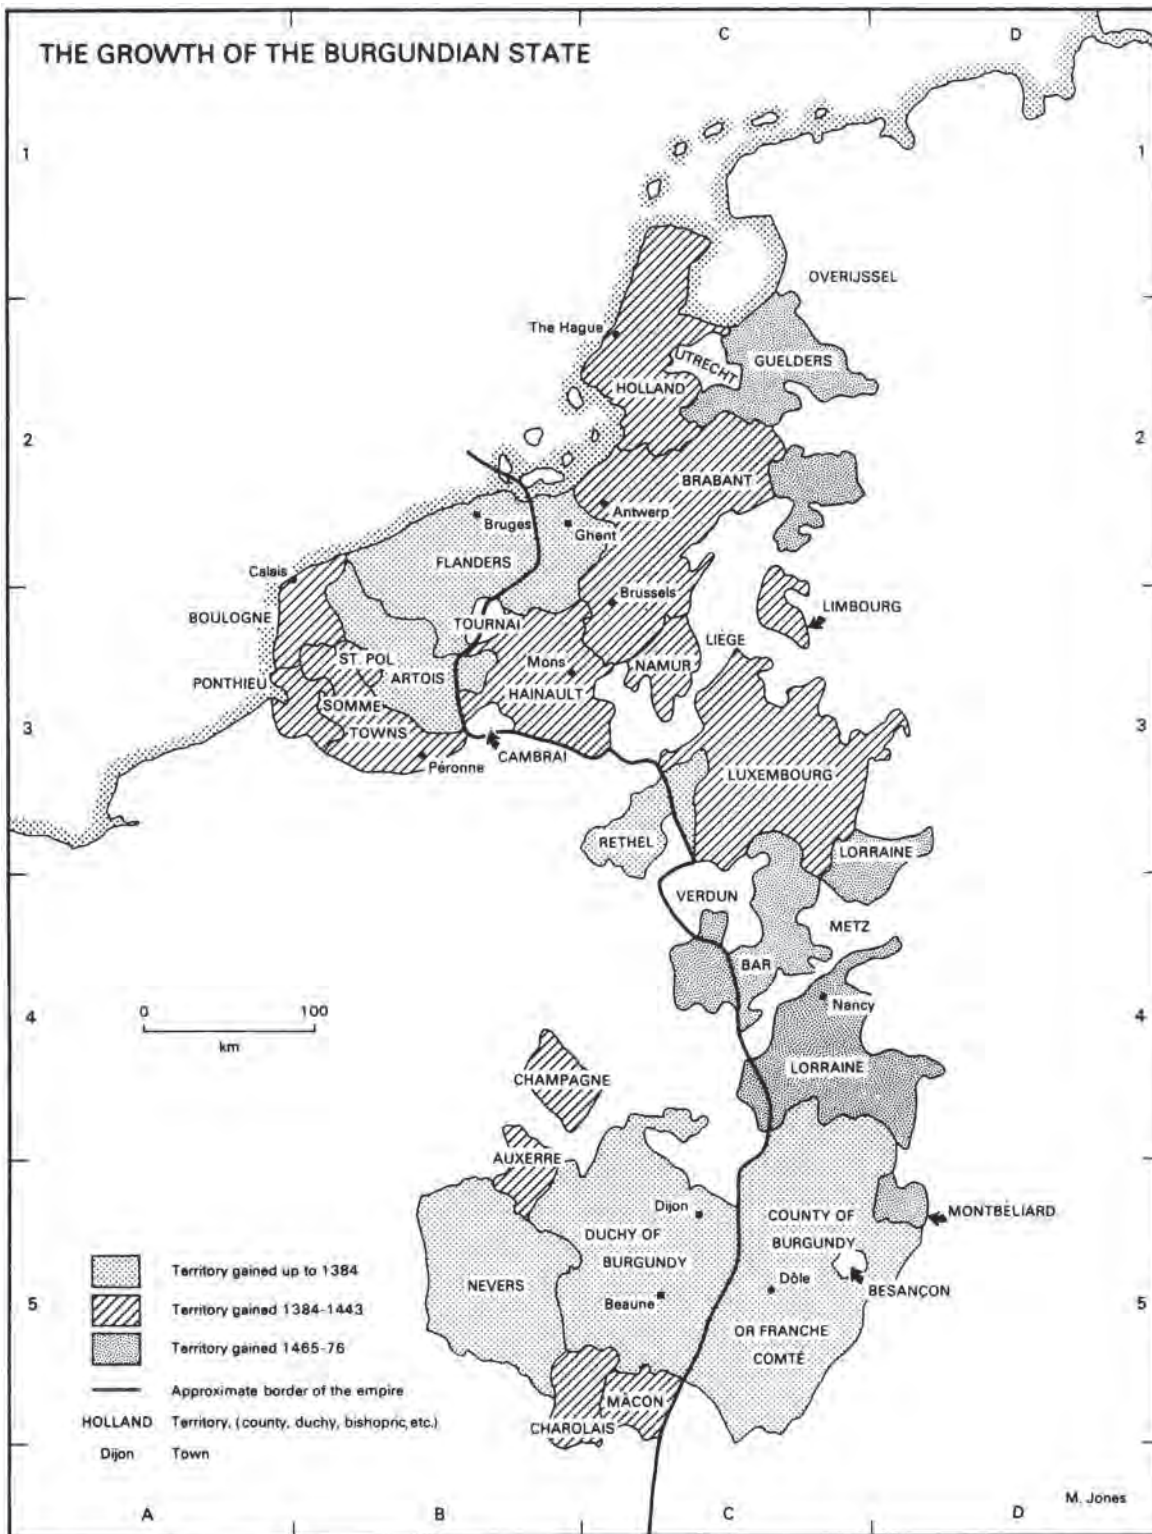 C
D
THE GROWTH OF THE BURGUNDIAN STATE
1
1
OVERIJSSEL
The Hague
UTRECHT
GUELDERS
HOLLAND
2
2
BRABANT
Antwerp
Bruges
Ghent
FLANDERS
Calais
Brussels
LIMBOURG
BOULOGNE
TOURNAI
LIÈGE
ST. POL
Mons
NAMUR
ARTOIS
PONTHIEU
HAINAULT
SOMME
TOWNS
3
3
CAMBRAI
Péronne
LUXEMBOURG
RETHEL
LORRAINE
VERDUN
METZ
BAR
Nancy
0
100
km
4
4
LORRAINE
CHAMPAGNE
AUXERRE
Dijon
COUNTY OF
BURGUNDY
MONTBÉLIARD
DUCHY OF
BURGUNDY
Territory gained up to 1384
NEVERS
Dôle
BESANÇON
Beaune
5
5
Territory gained 1384-1443
OR FRANCHE
COMTÉ
Territory gained 1465-76
Approximate border of the empire
MÂCON
HOLLAND Territory, (county, duchy, bishopric, etc.)
CHAROLAIS
Dijon Town
M. Jones
A
B
C
D